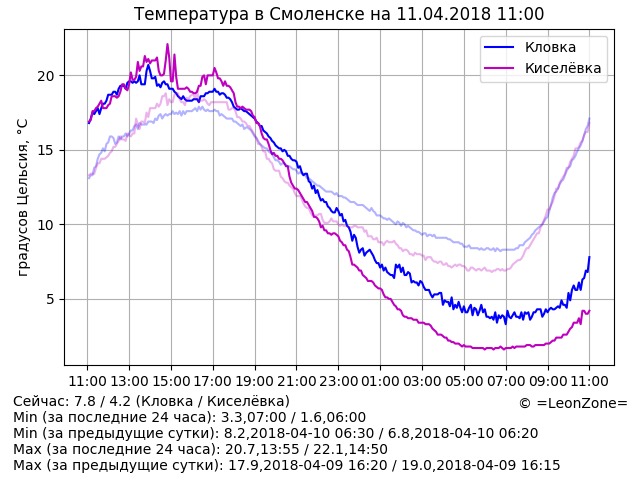 Температура в Смоленске на 11.04.2018 11:00
Кловка
Киселёвка
градусов Цельсия, °C
20
15
10
5
11:00 13:00 15:00 17:00 19:00 21:00 23:00 01:00 03:00 05:00 07:00 09:00 11:00
Сейчас: 7.8 / 4.2 (Кловка / Киселёвка)
© =LeonZone=
Min (за последние 24 часа): 3.3,07:00 / 1.6,06:00
Min (за предыдущие сутки): 8.2,2018-04-10 06:30 / 6.8,2018-04-10 06:20
Max (за последние 24 часа): 20.7,13:55 / 22.1,14:50
Max (за предыдущие сутки): 17.9,2018-04-09 16:20 / 19.0,2018-04-09 16:15